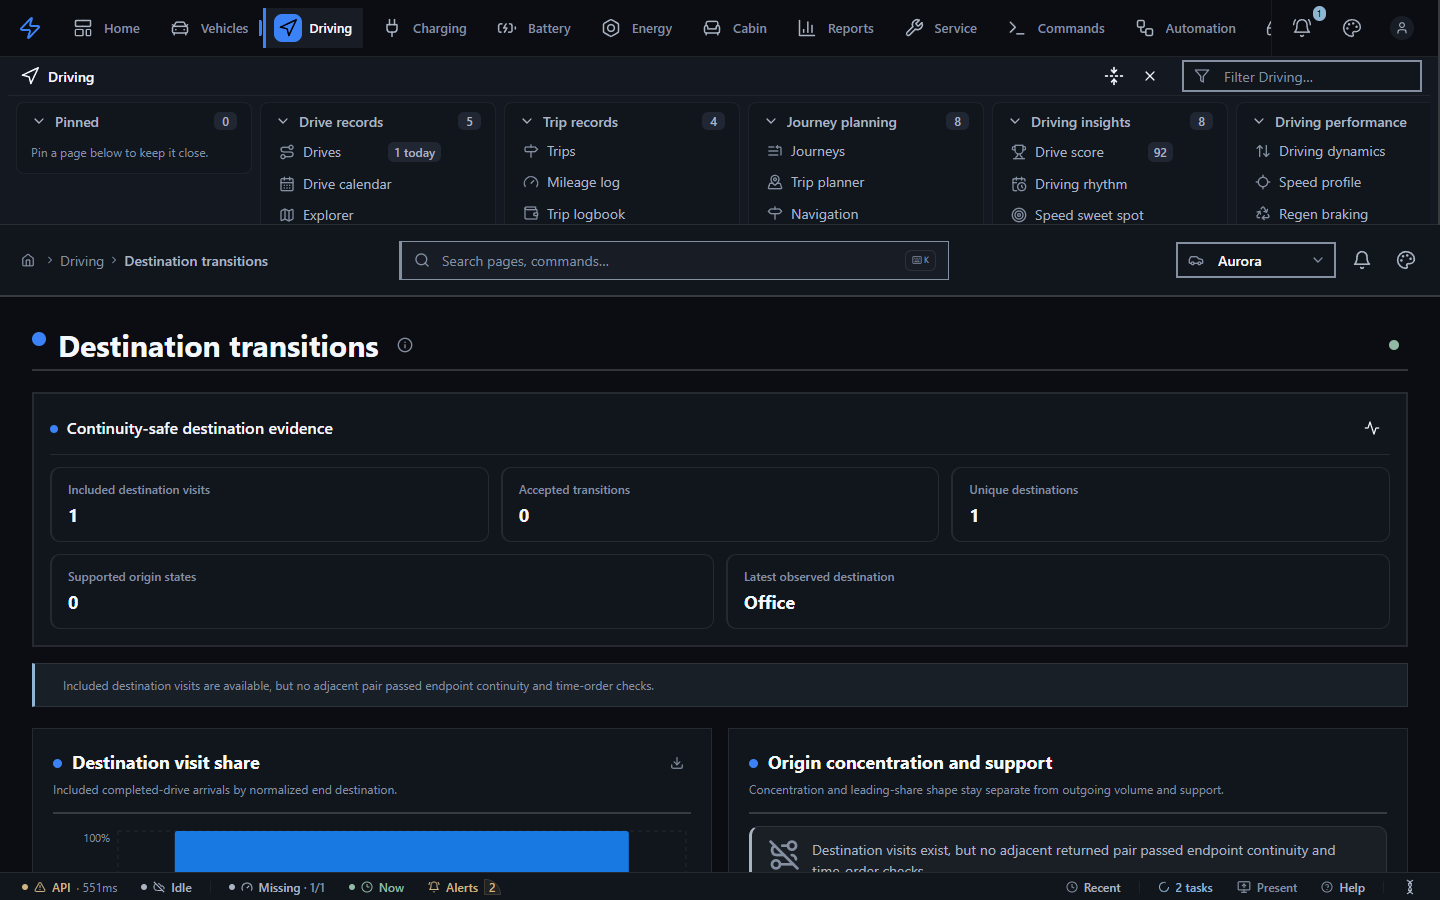 Home Vehicles Driving Charging Battery Energy Cabin Reports Service Commands Automation 1
Driving Filter Driving...
Pinned 0
Pin a page below to keep it close.
Drive records 5
Drives 1 today
Drive calendar
Explorer
Trip records 4
Trips
Mileage log
Trip logbook
Journey planning 8
Journeys
Trip planner
Navigation
Driving insights 8
Drive score 92
Driving rhythm
Speed sweet spot
Driving performance
Driving dynamics
Speed profile
Regen braking
Driving Destination transitions
Search pages, commands... K
Aurora
Destination transitions
Continuity-safe destination evidence
Included destination visits
1
Accepted transitions
0
Unique destinations
1
Supported origin states
0
Latest observed destination
Office
Included destination visits are available, but no adjacent pair passed endpoint continuity and time-order checks.
Destination visit share
Included completed-drive arrivals by normalized end destination.
100%
Origin concentration and support
Concentration and leading-share shape stay separate from outgoing volume and support.
Destination visits exist, but no adjacent returned pair passed endpoint continuity and
time-order checks.
API · 551ms Idle Missing · 1/1 Now Alerts 2 Recent 2 tasks Present Help